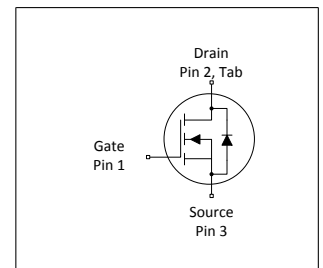 Drain
Pin 2, Tab
Gate
Pin 1
Source
Pin 3